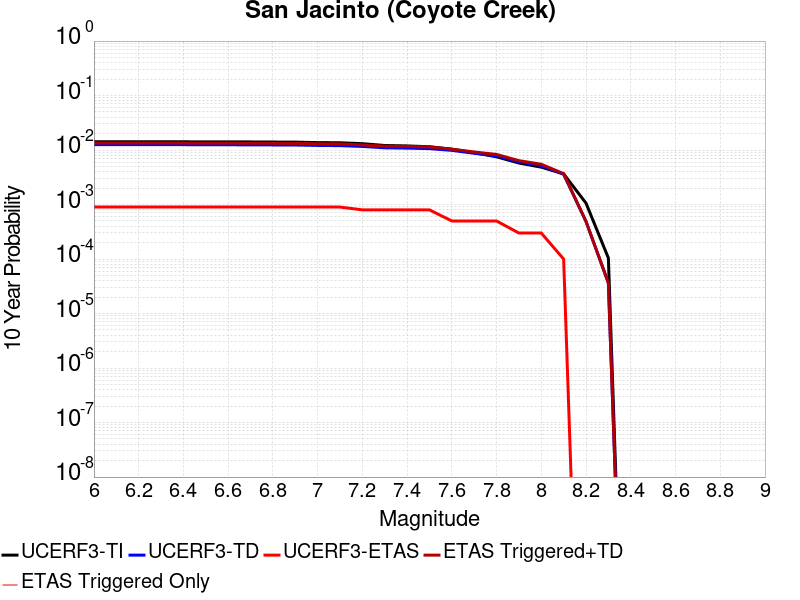 San Jacinto (Coyote Creek)
10 Year Probability
10^0
10^-1
10^-2
10^-3
10^-4
10^-5
10^-6
10^-7
10^-8
6 6.2 6.4 6.6 6.8 7 7.2 7.4 7.6 7.8 8 8.2 8.4 8.6 8.8 9
Magnitude
UCERF3-TI UCERF3-TD UCERF3-ETAS ETAS Triggered+TD
ETAS Triggered Only